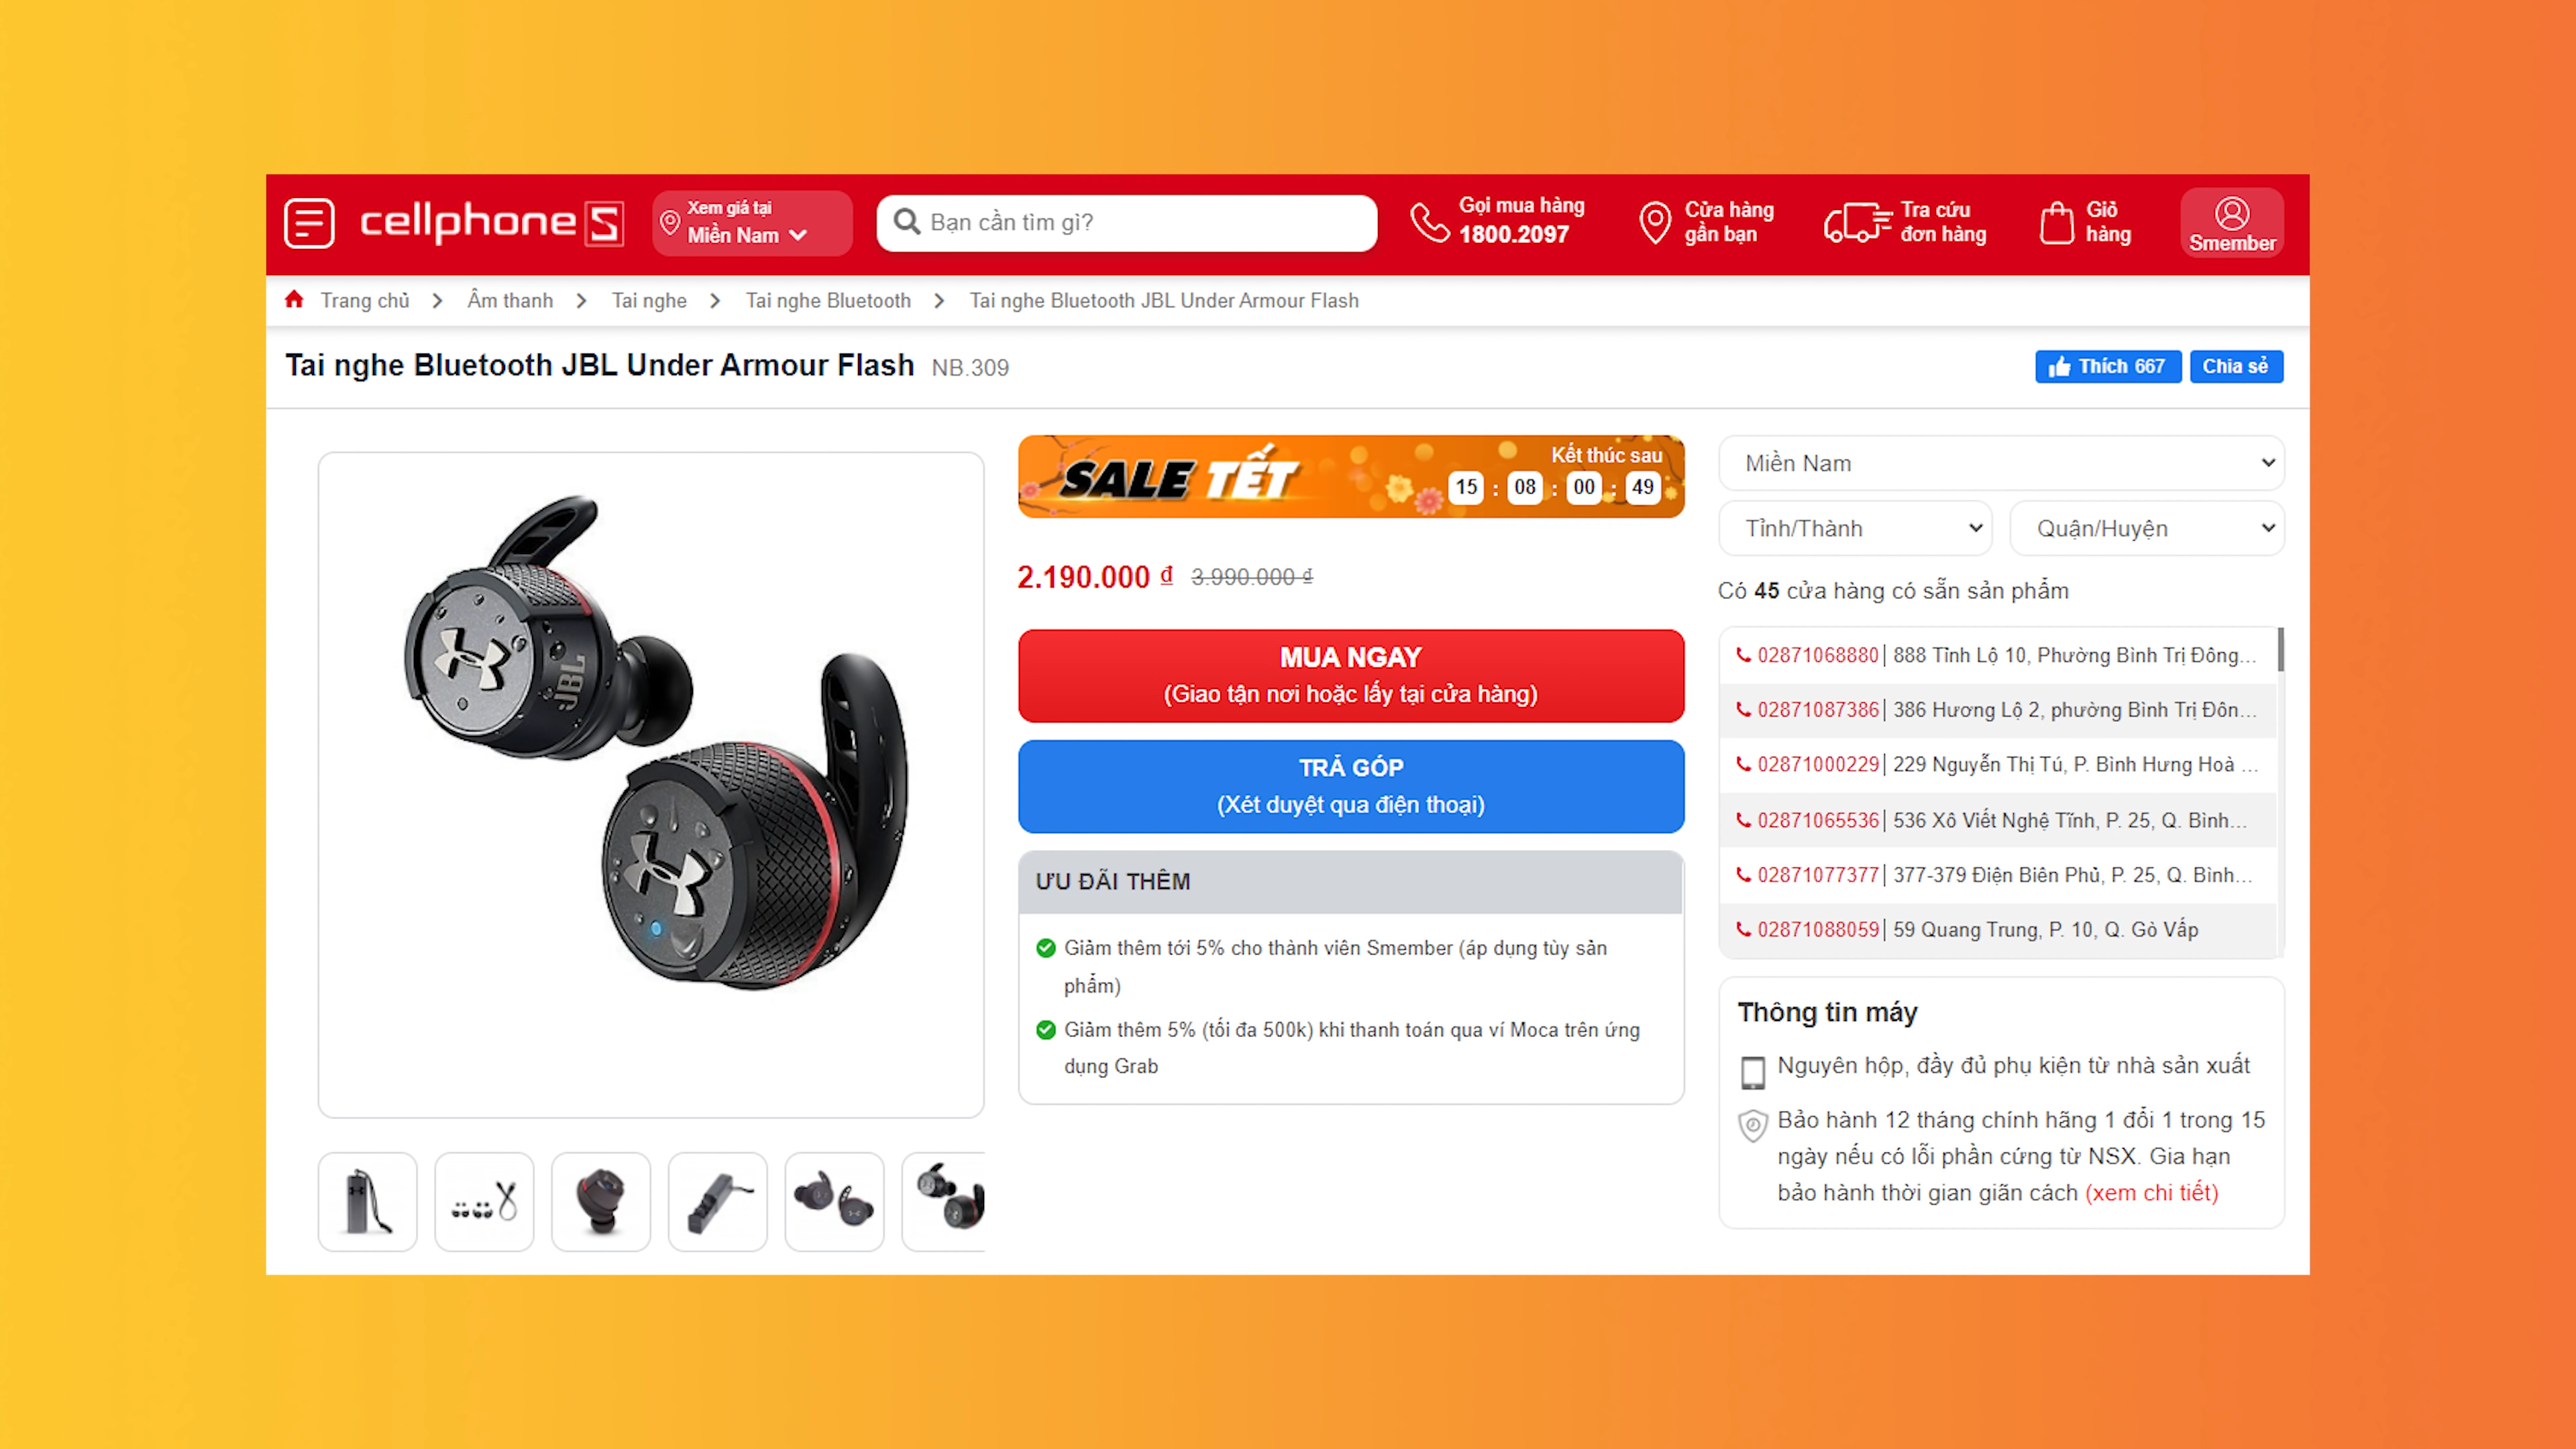 cellphoneS
Xem giá tại
Miền Nam
Bạn cần tìm gì?
Gọi mua hàng
1800.2097
Cửa hàng
gần bạn
Tra cứu
đơn hàng
Giỏ
hàng
Smember
Trang chủ > Âm thanh > Tai nghe > Tai nghe Bluetooth > Tai nghe Bluetooth JBL Under Armour Flash
Tai nghe Bluetooth JBL Under Armour Flash NB.309
Thích 667
Chia sẻ
JBL
SALE TẾT
Kết thúc sau
15 : 08 : 00 : 49
2.190.000 ₫ 3.990.000 ₫
MUA NGAY
(Giao tận nơi hoặc lấy tại cửa hàng)
TRẢ GÓP
(Xét duyệt qua điện thoại)
ƯU ĐÃI THÊM
Giảm thêm tới 5% cho thành viên Smember (áp dụng tùy sản
phẩm)
Giảm thêm 5% (tối đa 500k) khi thanh toán qua ví Moca trên ứng
dụng Grab
Miền Nam
Tỉnh/Thành
Quận/Huyện
Có 45 cửa hàng có sẵn sản phẩm
02871068880| 888 Tỉnh Lộ 10, Phường Bình Trị Đông...
02871087386| 386 Hương Lộ 2, phường Bình Trị Đôn...
02871000229| 229 Nguyễn Thị Tú, P. Bình Hưng Hoà ...
02871065536| 536 Xô Viết Nghệ Tĩnh, P. 25, Q. Bình...
02871077377| 377-379 Điện Biên Phủ, P. 25, Q. Bình...
02871088059| 59 Quang Trung, P. 10, Q. Gò Vấp
Thông tin máy
Nguyên hộp, đầy đủ phụ kiện từ nhà sản xuất
Bảo hành 12 tháng chính hãng 1 đổi 1 trong 15
ngày nếu có lỗi phần cứng từ NSX. Gia hạn
bảo hành thời gian giãn cách (xem chi tiết)